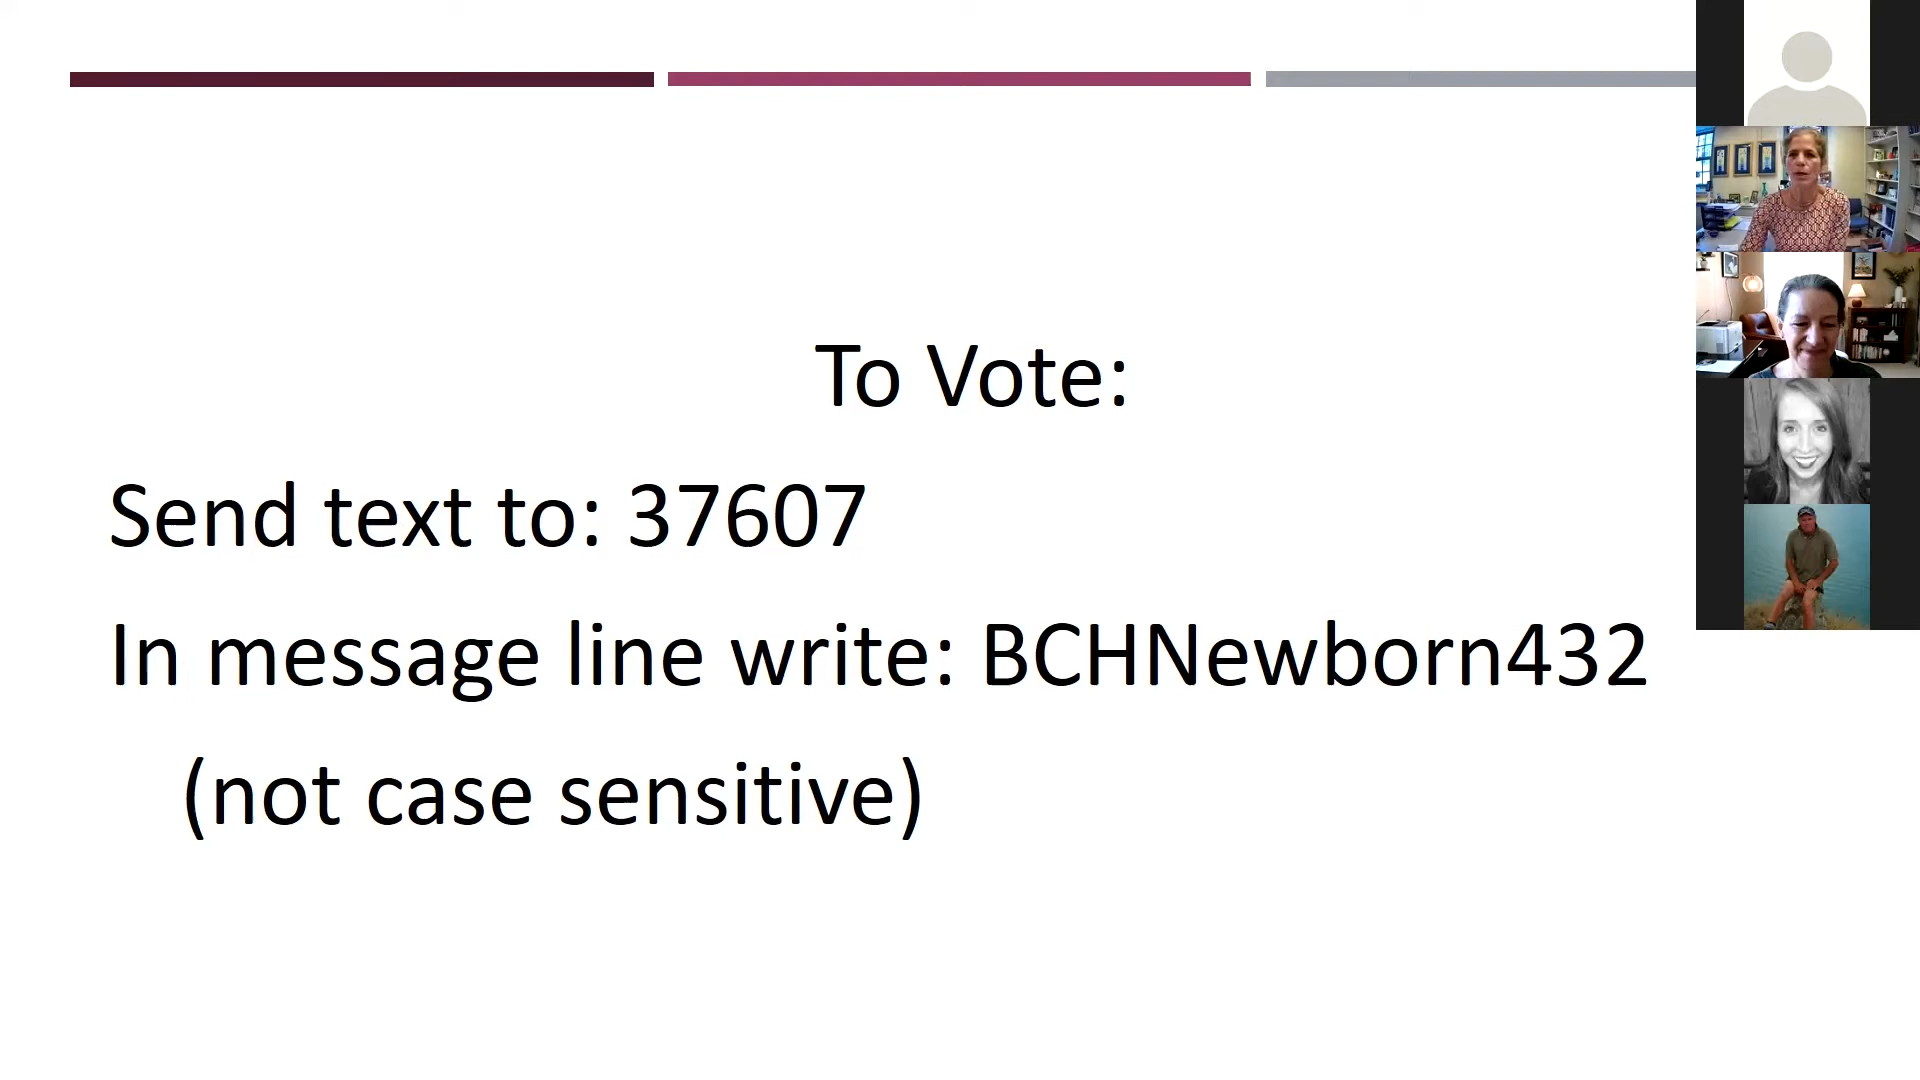 To Vote:
Send text to: 37607
In message line write: BCHNewborn432
(not case sensitive)